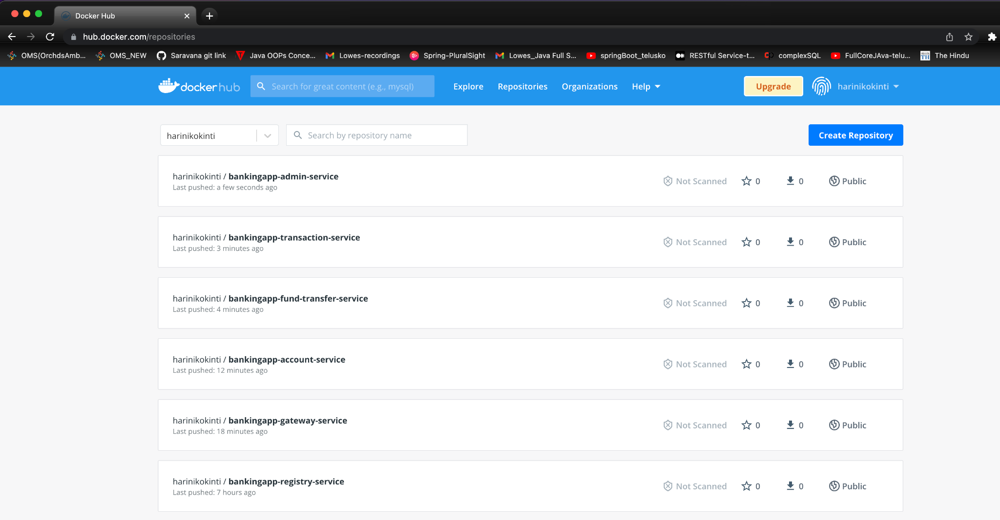 Docker Hub
hub.docker.com/repositories
OMS(OrchdsAmb... OMS_NEW Saravana git link Java OOPs Conce... Lowes-recordings Spring-PluralSight Lowes_Java Full S... springBoot_telusko RESTful Service-t... complexSQL FullCoreJAva-telu... The Hindu
docker hub Search for great content (e.g., mysql) Explore Repositories Organizations Help Upgrade harinikokinti
harinikokinti Search by repository name Create Repository
harinikokinti / bankingapp-admin-service
Last pushed: a few seconds ago
Not Scanned 0 0 Public
harinikokinti / bankingapp-transaction-service
Last pushed: 3 minutes ago
Not Scanned 0 0 Public
harinikokinti / bankingapp-fund-transfer-service
Last pushed: 4 minutes ago
Not Scanned 0 0 Public
harinikokinti / bankingapp-account-service
Last pushed: 12 minutes ago
Not Scanned 0 0 Public
harinikokinti / bankingapp-gateway-service
Last pushed: 18 minutes ago
Not Scanned 0 0 Public
harinikokinti / bankingapp-registry-service
Last pushed: 7 hours ago
Not Scanned 0 0 Public